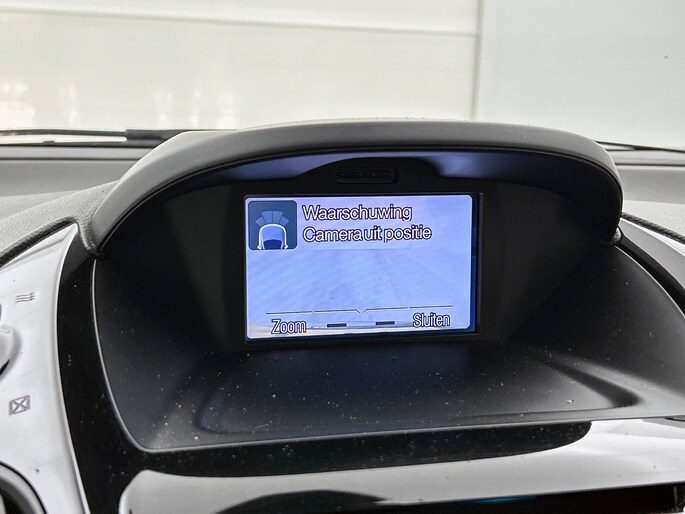 Waarschuwing
Camera uit positie
Zoom
Sluiten